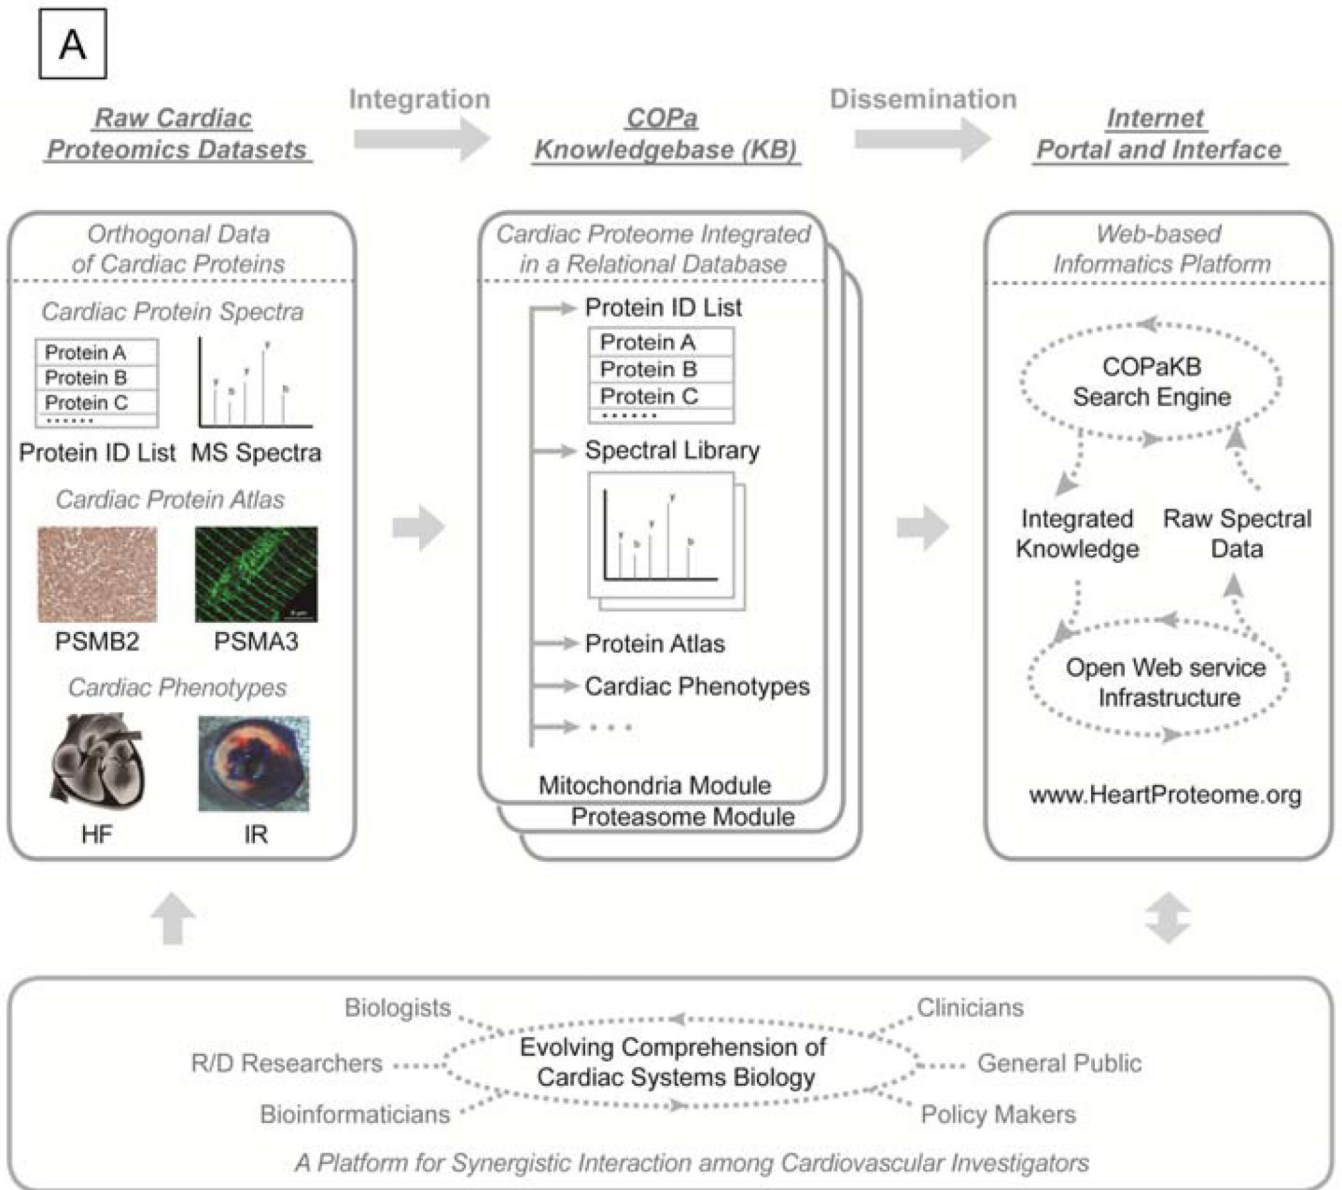 A
Integration
Dissemination
Raw Cardiac
Proteomics Datasets
COPa
Knowledgebase (KB)
Internet
Portal and Interface
Orthogonal Data
of Cardiac Proteins
Cardiac Protein Spectra
Protein A
Protein B
Protein C
......
y
b
y
y
b
Protein ID List
MS Spectra
Cardiac Protein Atlas
PSMB2
PSMA3
Cardiac Phenotypes
HF
IR
Cardiac Proteome Integrated
in a Relational Database
Protein ID List
Protein A
Protein B
Protein C
......
Spectral Library
y
b
y
y
b
Protein Atlas
Cardiac Phenotypes
...
Mitochondria Module
Proteasome Module
Web-based
Informatics Platform
COPaKB
Search Engine
Integrated
Knowledge
Raw Spectral
Data
Open Web service
Infrastructure
www.HeartProteome.org
Biologists
R/D Researchers
Bioinformaticians
Evolving Comprehension of
Cardiac Systems Biology
Clinicians
General Public
Policy Makers
A Platform for Synergistic Interaction among Cardiovascular Investigators